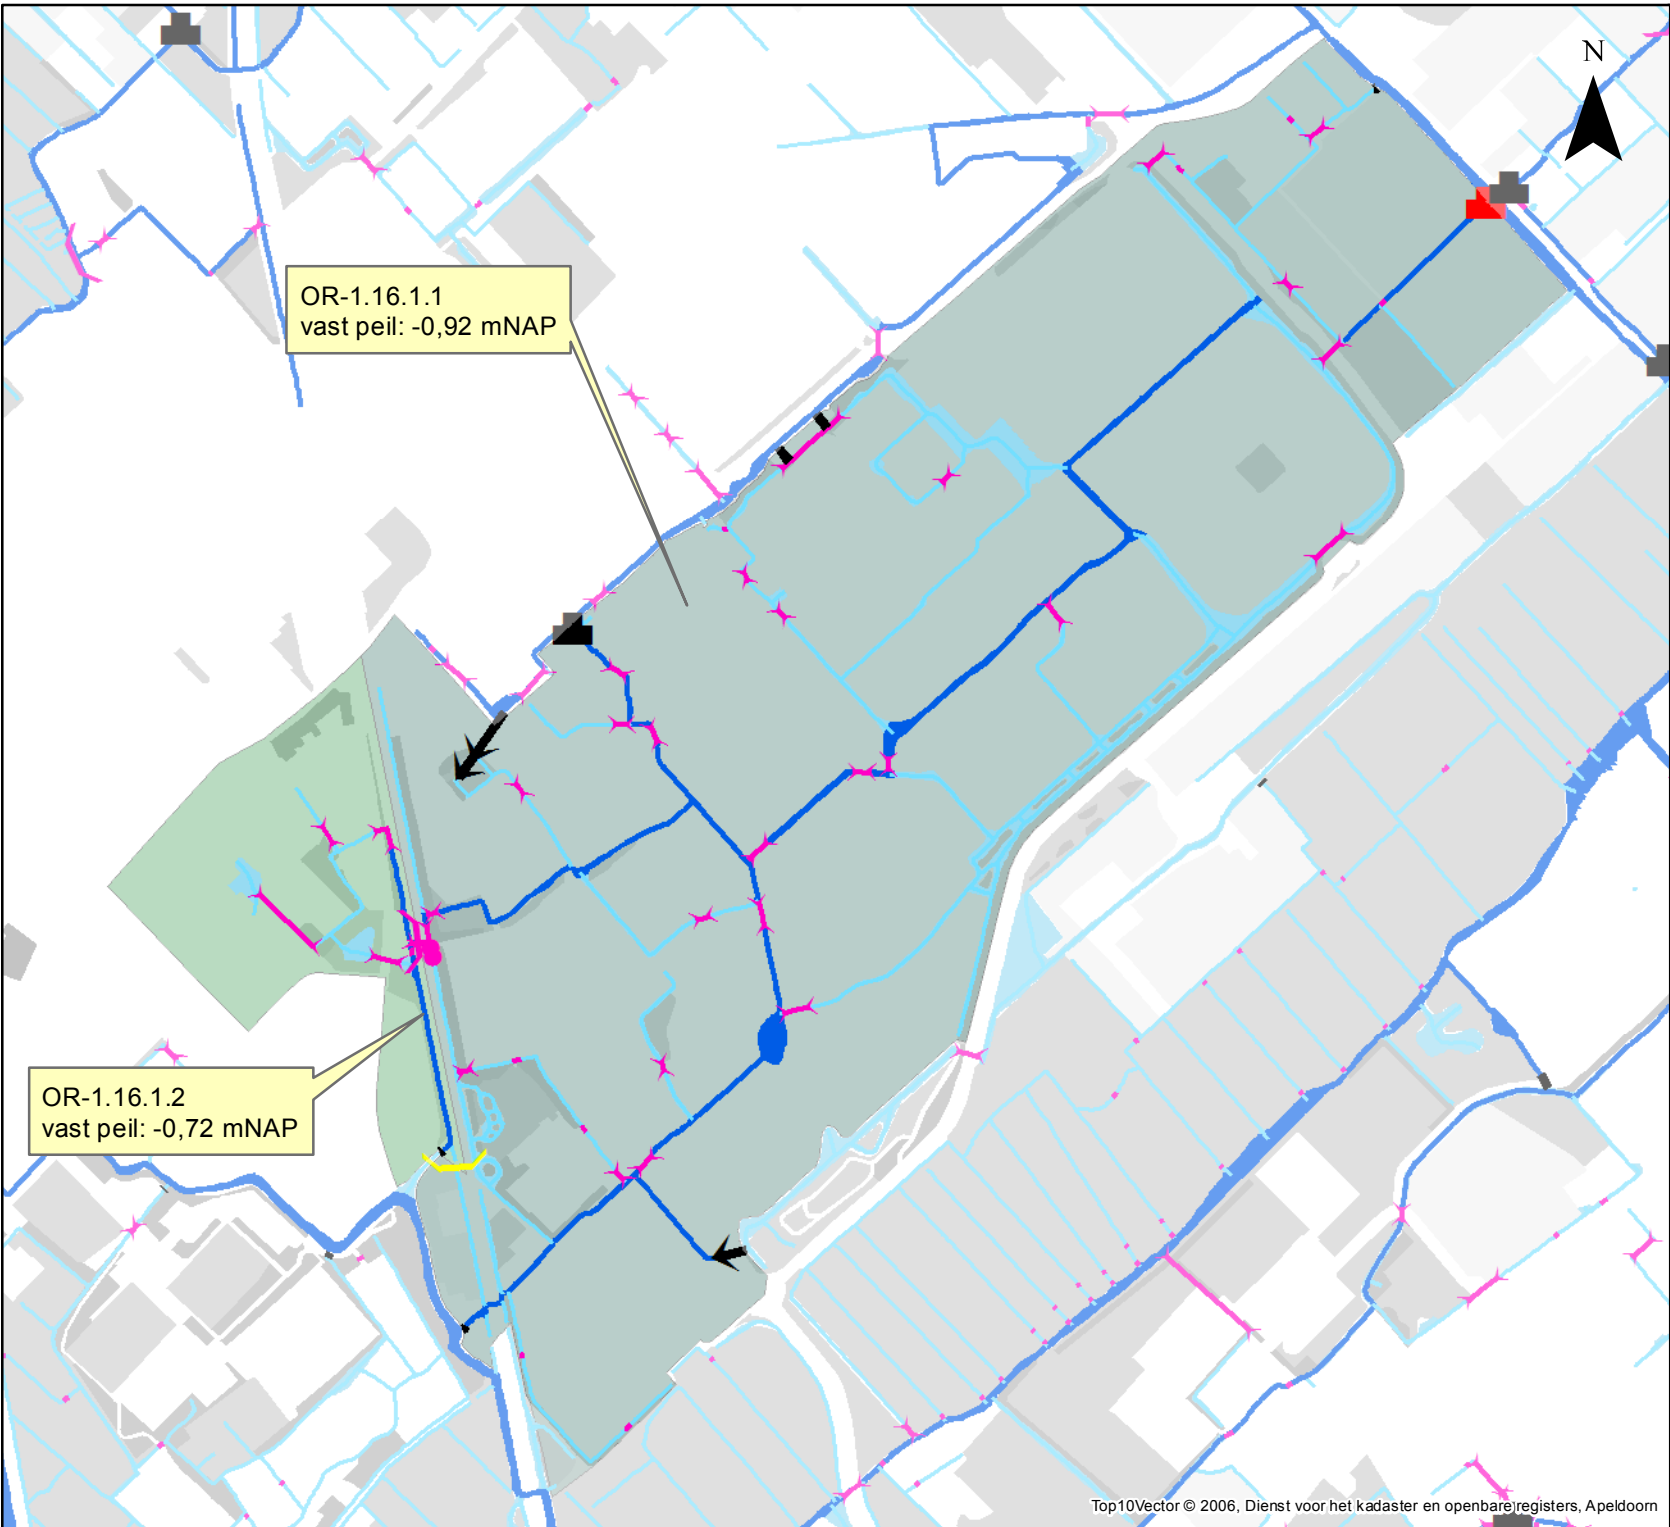 N
OR-1.16.1.1
vast peil: -0,92 mNAP
OR-1.16.1.2
vast peil: -0,72 mNAP
Top10Vector © 2006, Dienst voor het kadaster en openbare registers, Apeldoorn